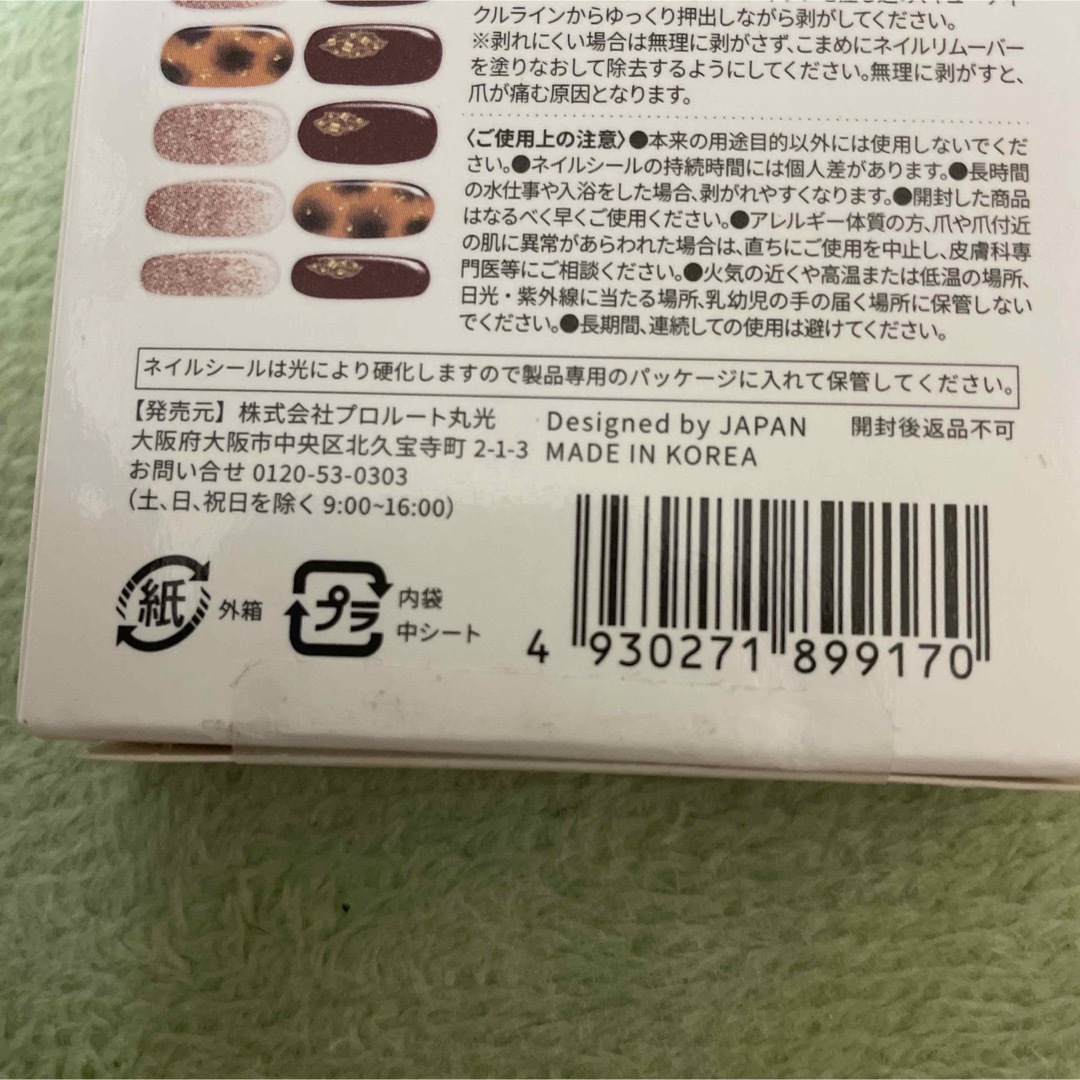 クルラインからゆっくり押出しながら剥がしてください。
※剥れにくい場合は無理に剥がさず、こまめにネイルリムーバー
を塗りなおして除去するようにしてください。無理に剥がすと、
爪が痛む原因となります。
〈ご使用上の注意〉●本来の用途目的以外には使用しないでくだ
さい。●ネイルシールの持続時間には個人差があります。●長時間
の水仕事や入浴をした場合、剥がれやすくなります。●開封した商品
はなるべく早くご使用ください。●アレルギー体質の方、爪や爪付近
の肌に異常があらわれた場合は、直ちにご使用を中止し、皮膚科専
門医等にご相談ください。●火気の近くや高温または低温の場所、
日光・紫外線に当たる場所、乳幼児の手の届く場所に保管しない
でください。●長期間、連続しての使用は避けてください。
ネイルシールは光により硬化しますので製品専用のパッケージに入れて保管してください。
【発売元】株式会社プロルート丸光
大阪府大阪市中央区北久宝寺町 2-1-3
お問い合せ 0120-53-0303
（土、日、祝日を除く 9:00~16:00）
Designed by JAPAN
MADE IN KOREA
開封後返品不可
紙 外箱
プラ 内袋
中シート
4 930271 899170